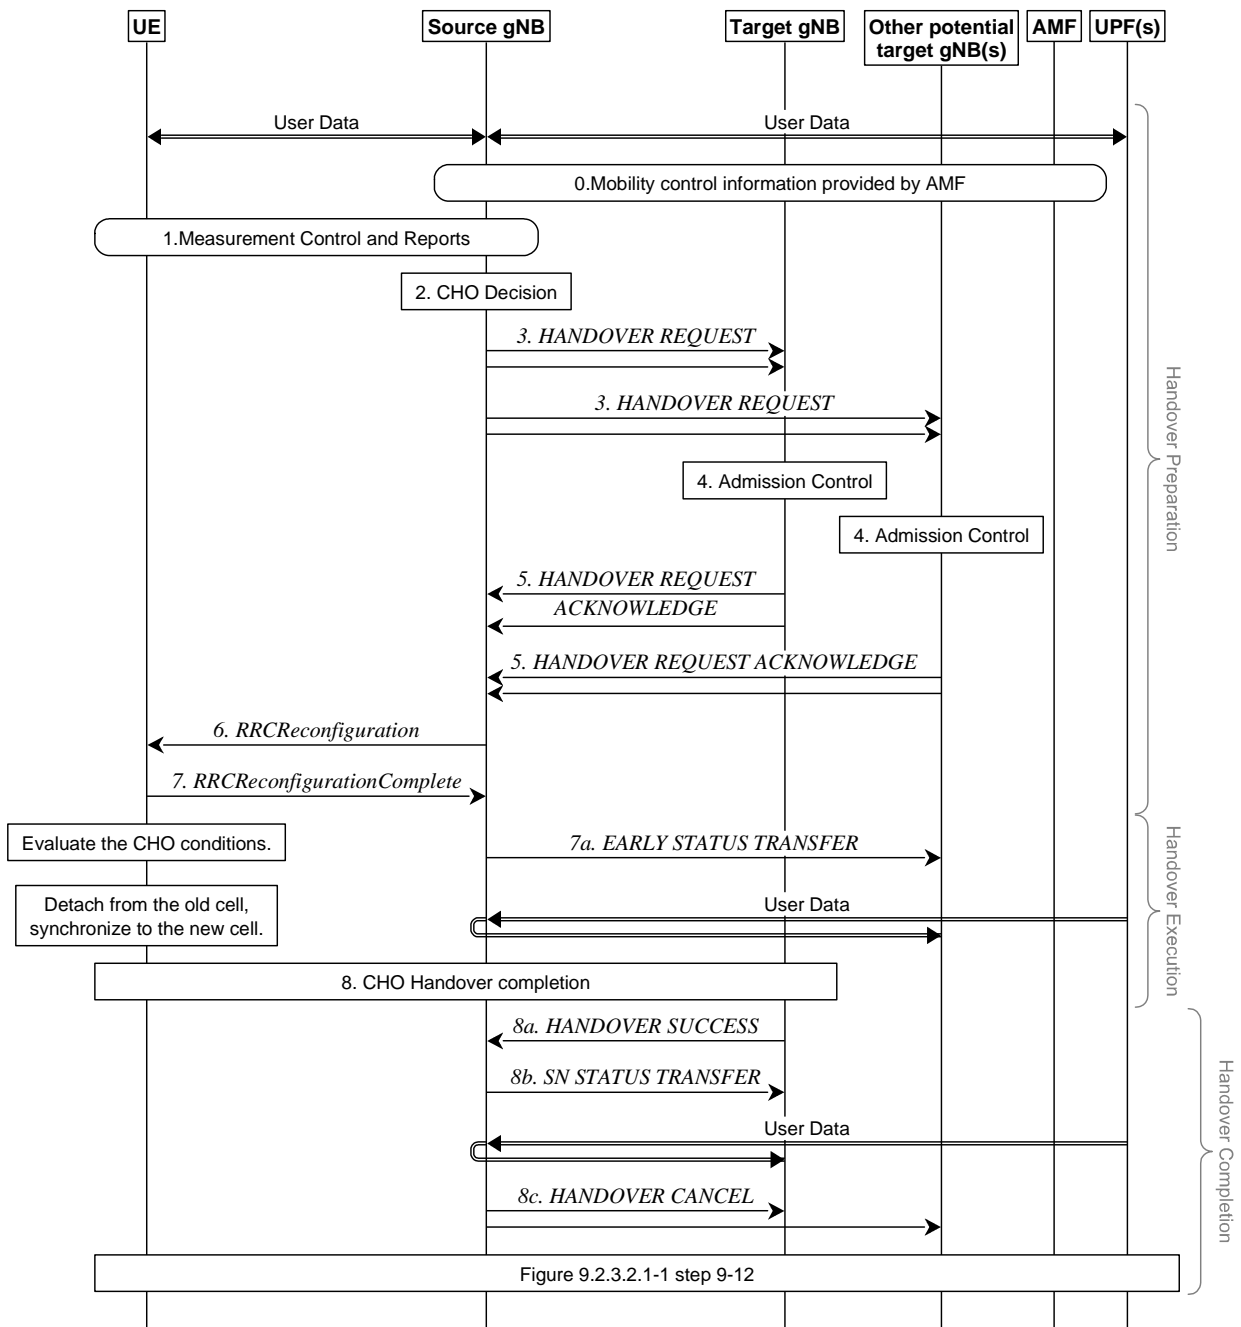 UE
Source gNB
Target gNB
Other potential
target gNB(s)
AMF
UPF(s)
User Data
User Data
0.Mobility control information provided by AMF
1.Measurement Control and Reports
2. CHO Decision
3. HANDOVER REQUEST
3. HANDOVER REQUEST
4. Admission Control
4. Admission Control
5. HANDOVER REQUEST
ACKNOWLEDGE
5. HANDOVER REQUEST ACKNOWLEDGE
6. RRCReconfiguration
7. RRCReconfigurationComplete
Handover Preparation
Evaluate the CHO conditions.
7a. EARLY STATUS TRANSFER
Detach from the old cell,
synchronize to the new cell.
User Data
8. CHO Handover completion
Handover Execution
8a. HANDOVER SUCCESS
8b. SN STATUS TRANSFER
User Data
8c. HANDOVER CANCEL
Handover Completion
Figure 9.2.3.2.1-1 step 9-12